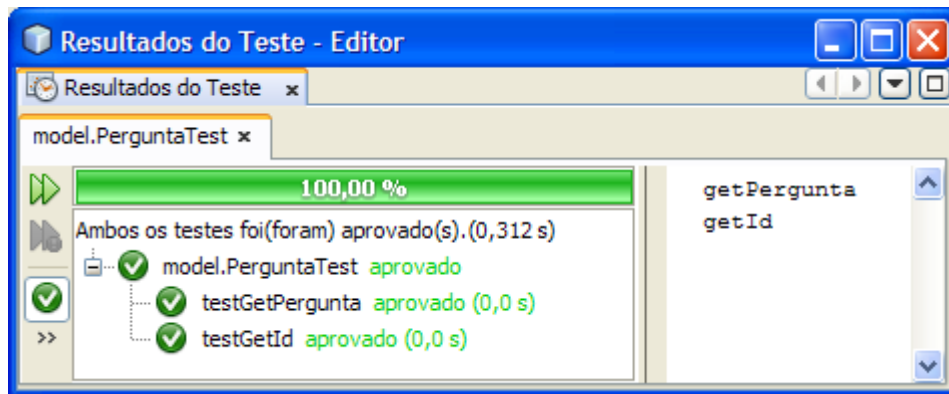 Resultados do Teste - Editor
Resultados do Teste
model.PerguntaTest
100,00 %
Ambos os testes foi(foram) aprovado(s).(0,312 s)
model.PerguntaTest aprovado
testGetPergunta aprovado (0,0 s)
testGetId aprovado (0,0 s)
>>
getPergunta
getId